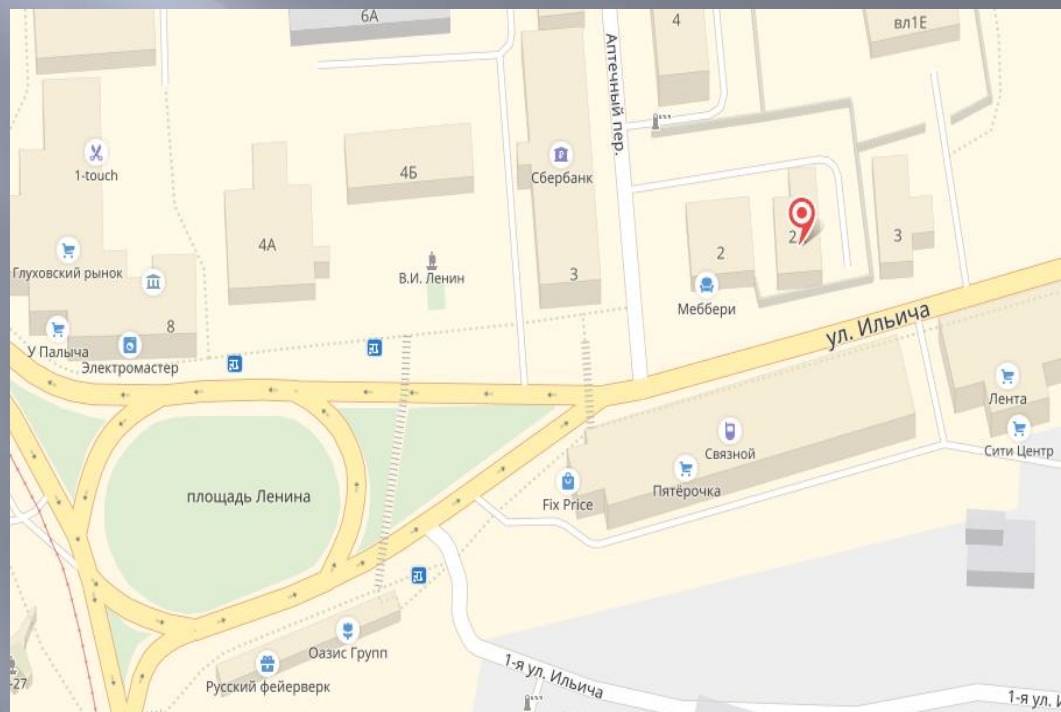 6А
4
вл1Е
Аптечный пер.
1-touch
4Б
Сбербанк
4А
2
2
3
Глуховский рынок
В.И. Ленин
3
Меббери
8
У Палыча
Электромастер
ул. Ильича
Лента
Связной
Сити Центр
Пятёрочка
площадь Ленина
Fix Price
Оазис Групп
1-я ул. Ильича
-27
Русский фейерверк
1-я ул. И